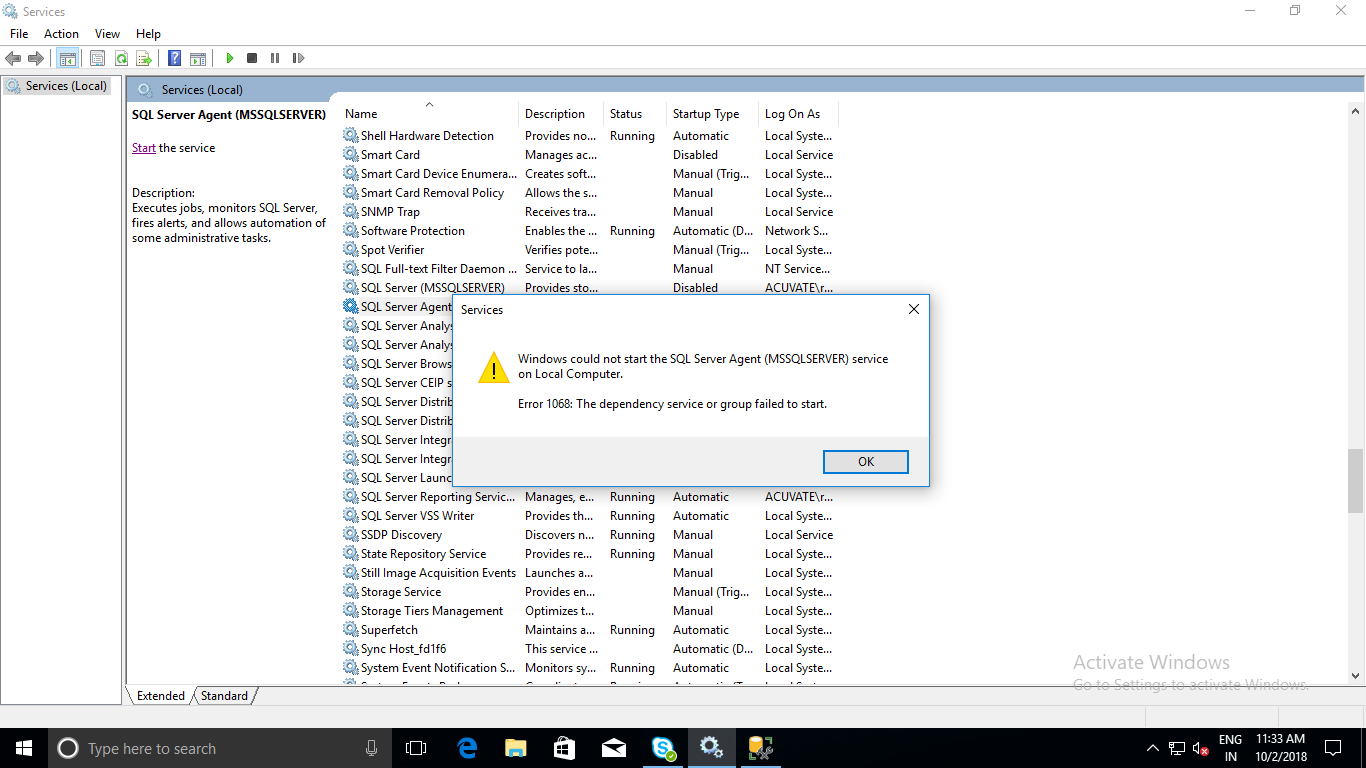 Services
File Action View Help
Services (Local)
Services (Local)
SQL Server Agent (MSSQLSERVER)
Start the service
Description:
Executes jobs, monitors SQL Server,
fires alerts, and allows automation of
some administrative tasks.
Name Description Status Startup Type Log On As
Shell Hardware Detection Provides no... Running Automatic Local Syste...
Smart Card Manages ac... Disabled Local Service
Smart Card Device Enumera... Creates soft... Manual (Trig... Local Syste...
Smart Card Removal Policy Allows the s... Manual Local Syste...
SNMP Trap Receives tra... Manual Local Service
Software Protection Enables the ... Running Automatic (D... Network S...
Spot Verifier Verifies pote... Manual (Trig... Local Syste...
SQL Full-text Filter Daemon ... Service to la... Manual NT Service...
SQL Server (MSSQLSERVER) Provides sto... Disabled ACUVATE\r...
SQL Server Agent
SQL Server Analys
SQL Server Analys
SQL Server Brows
SQL Server CEIP s
SQL Server Distrib
SQL Server Distrib
SQL Server Integr
SQL Server Integr
SQL Server Launc
Services
Windows could not start the SQL Server Agent (MSSQLSERVER) service
on Local Computer.
Error 1068: The dependency service or group failed to start.
OK
SQL Server Reporting Servic... Manages, e... Running Automatic ACUVATE\r...
SQL Server VSS Writer Provides th... Running Automatic Local Syste...
SSDP Discovery Discovers n... Running Manual Local Service
State Repository Service Provides re... Running Manual Local Syste...
Still Image Acquisition Events Launches a... Manual Local Syste...
Storage Service Provides en... Manual (Trig... Local Syste...
Storage Tiers Management Optimizes t... Manual Local Syste...
Superfetch Maintains a... Running Automatic Local Syste...
Sync Host_fd1f6 This service ... Automatic (D... Local Syste...
System Event Notification S... Monitors sy... Running Automatic Local Syste...
Extended Standard
Activate Windows
Go to Settings to activate Windows.
Type here to search
ENG
IN
11:33 AM
10/2/2018